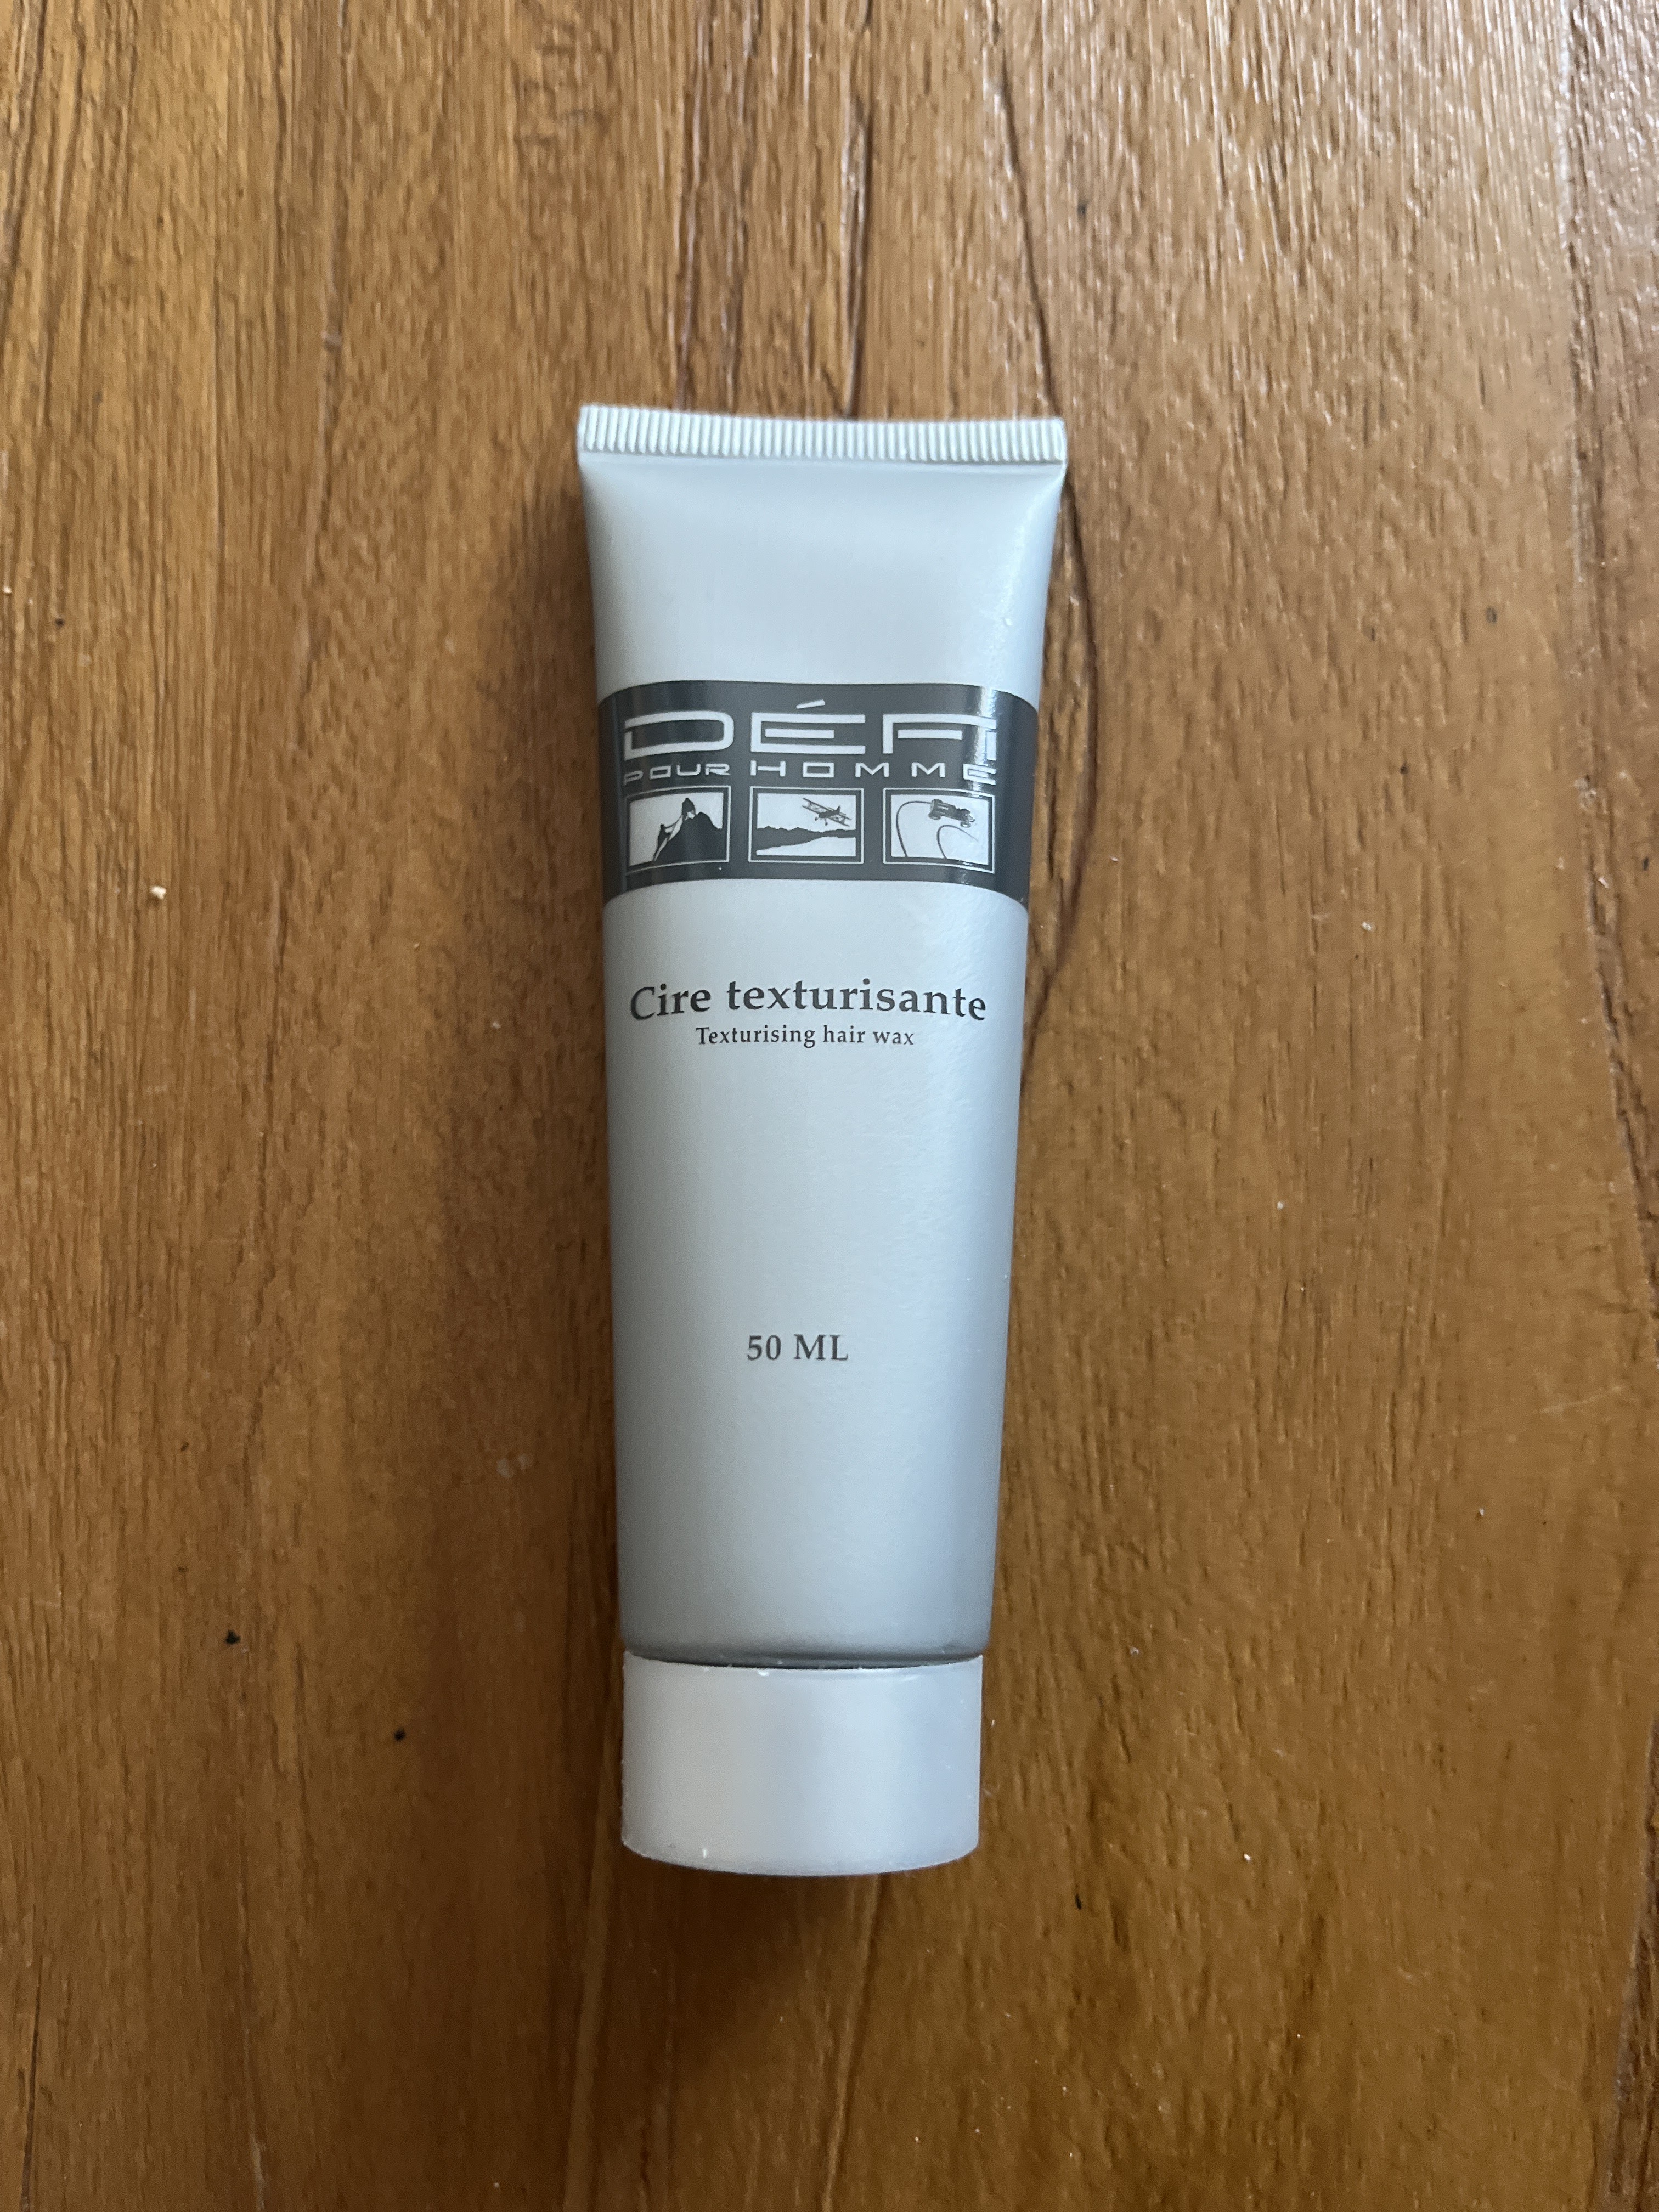 DÉFI
POUR HOMME
Cire texturisante
Texturising hair wax
50 ML